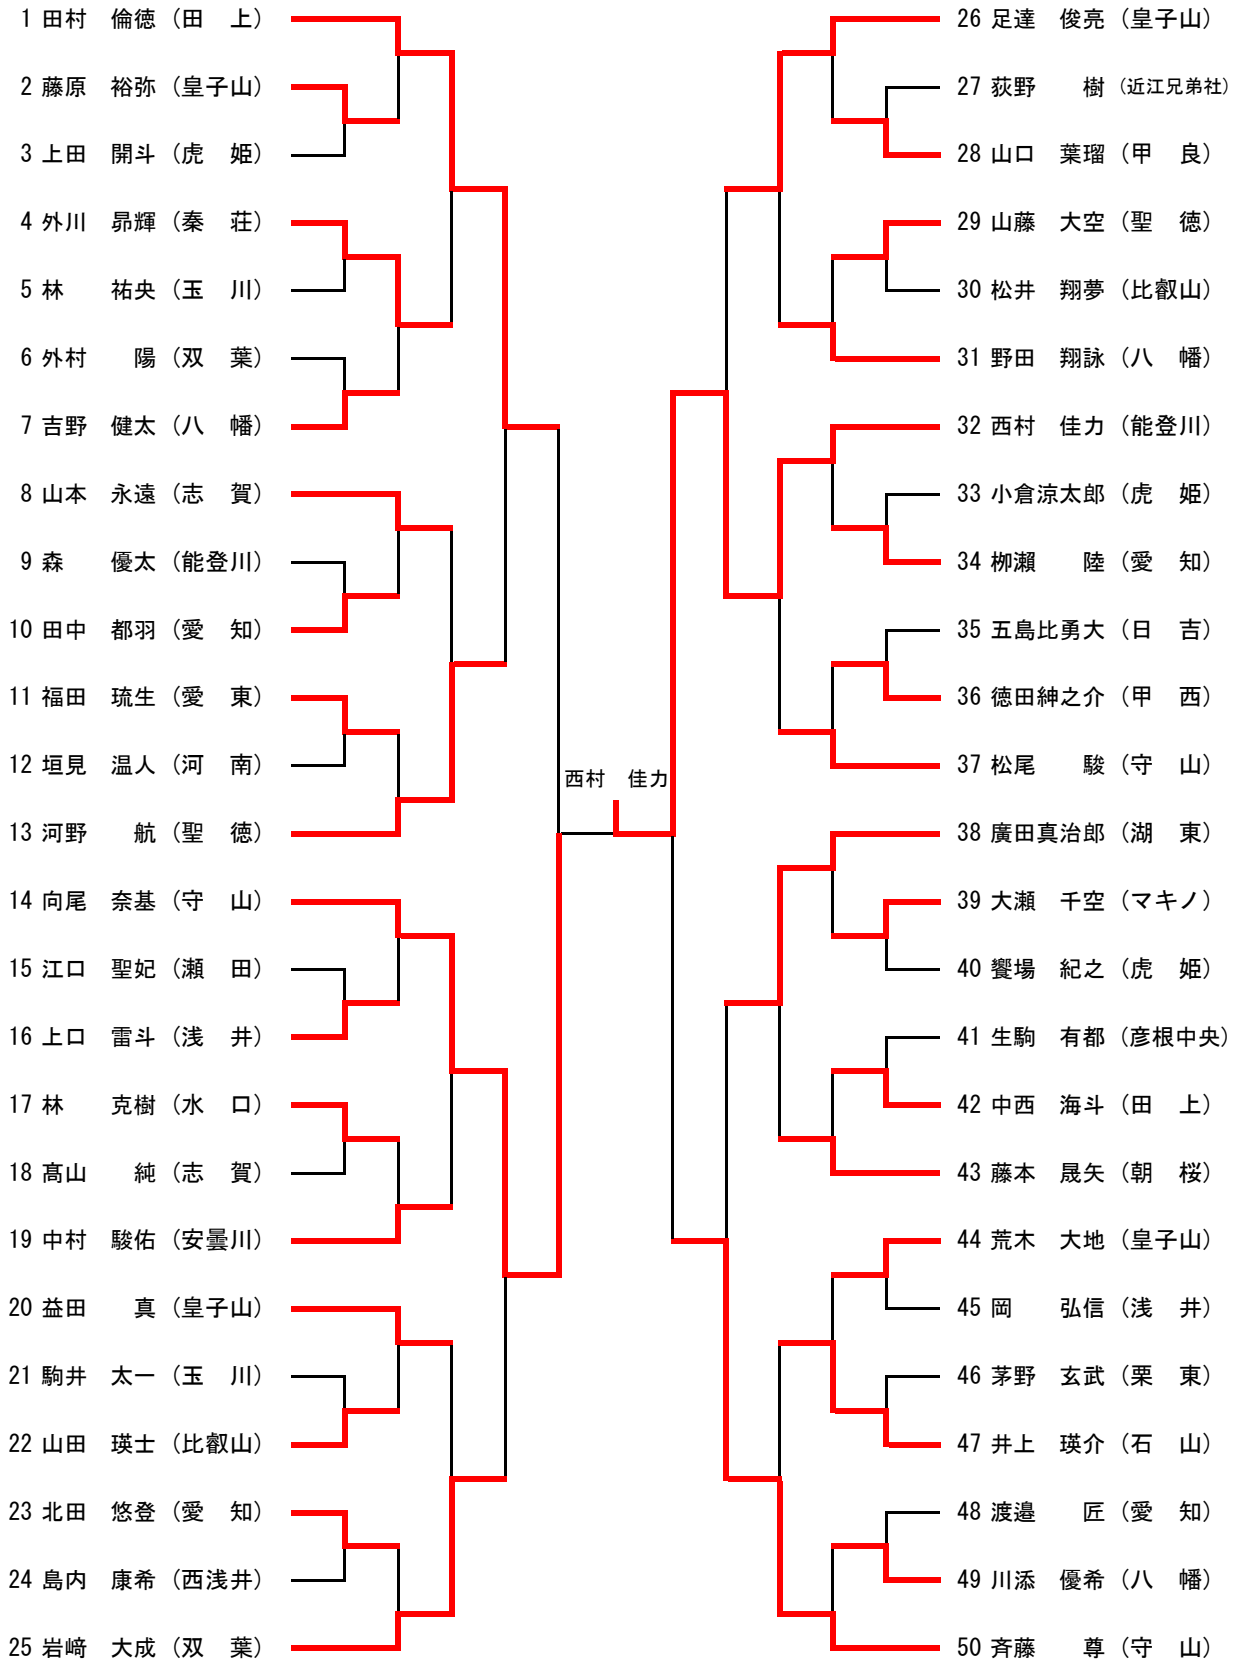 1 田村　倫徳（田　上）
2 藤原　裕弥（皇子山）
3 上田　開斗（虎　姫）
4 外川　昴輝（秦　荘）
5 林　　祐央（玉　川）
6 外村　　陽（双　葉）
7 吉野　健太（八　幡）
8 山本　永遠（志　賀）
9 森　　優太（能登川）
10 田中　都羽（愛　知）
11 福田　琉生（愛　東）
12 垣見　温人（河　南）
13 河野　　航（聖　徳）
14 向尾　奈基（守　山）
15 江口　聖妃（瀬　田）
16 上口　雷斗（浅　井）
17 林　　克樹（水　口）
18 髙山　　純（志　賀）
19 中村　駿佑（安曇川）
20 益田　　真（皇子山）
21 駒井　太一（玉　川）
22 山田　瑛士（比叡山）
23 北田　悠登（愛　知）
24 島内　康希（西浅井）
25 岩﨑　大成（双　葉）
西村　佳力
26 足達　俊亮（皇子山）
27 荻野　　樹（近江兄弟社）
28 山口　葉瑠（甲　良）
29 山藤　大空（聖　徳）
30 松井　翔夢（比叡山）
31 野田　翔詠（八　幡）
32 西村　佳力（能登川）
33 小倉涼太郎（虎　姫）
34 栁瀨　　陸（愛　知）
35 五島比勇大（日　吉）
36 徳田紳之介（甲　西）
37 松尾　　駿（守　山）
38 廣田真治郎（湖　東）
39 大瀬　千空（マキノ）
40 饗場　紀之（虎　姫）
41 生駒　有都（彦根中央）
42 中西　海斗（田　上）
43 藤本　晟矢（朝　桜）
44 荒木　大地（皇子山）
45 岡　　弘信（浅　井）
46 茅野　玄武（栗　東）
47 井上　瑛介（石　山）
48 渡邉　　匠（愛　知）
49 川添　優希（八　幡）
50 斉藤　　尊（守　山）